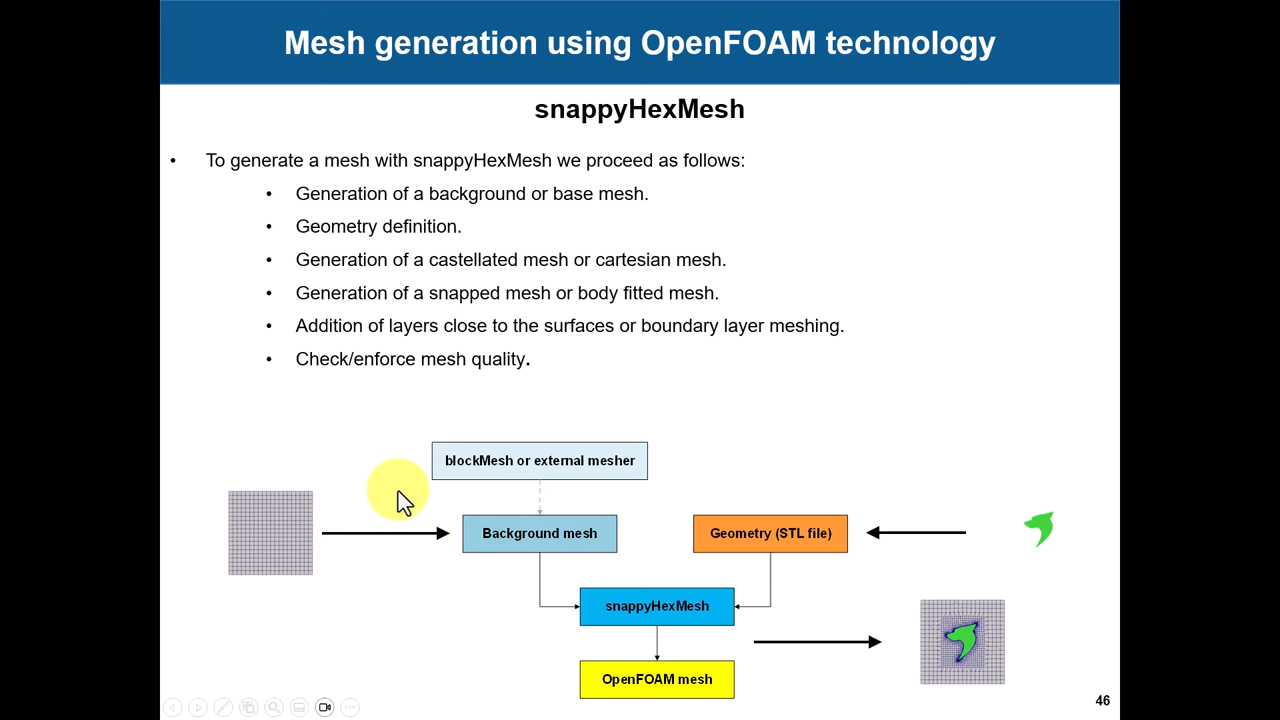 Mesh generation using OpenFOAM technology
snappyHexMesh
• To generate a mesh with snappyHexMesh we proceed as follows:
• Generation of a background or base mesh.
• Geometry definition.
• Generation of a castellated mesh or cartesian mesh.
• Generation of a snapped mesh or body fitted mesh.
• Addition of layers close to the surfaces or boundary layer meshing.
• Check/enforce mesh quality.
blockMesh or external mesher
Background mesh
Geometry (STL file)
snappyHexMesh
OpenFOAM mesh
46